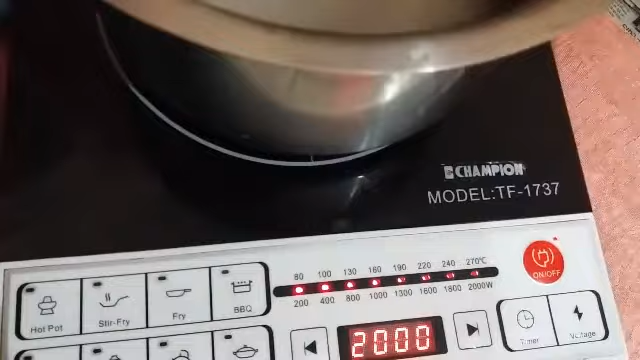 CHAMPION
MODEL:TF-1737
80 100 130 160 190 220 240 270℃
200 400 800 1000 1300 1600 1800 2000W
ON/OFF
Hot Pot
Stir-Fry
Fry
BBQ
Timer
Voltage
2000